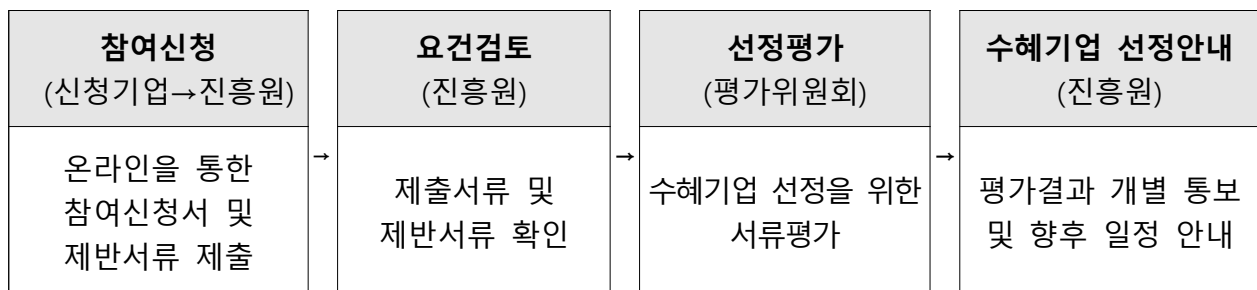 참여신청
(신청기업→진흥원)
온라인을 통한
참여신청서 및
제반서류 제출
→
요건검토
(진흥원)
제출서류 및
제반서류 확인
→
선정평가
(평가위원회)
수혜기업 선정을 위한
서류평가
→
수혜기업 선정안내
(진흥원)
평가결과 개별 통보
및 향후 일정 안내